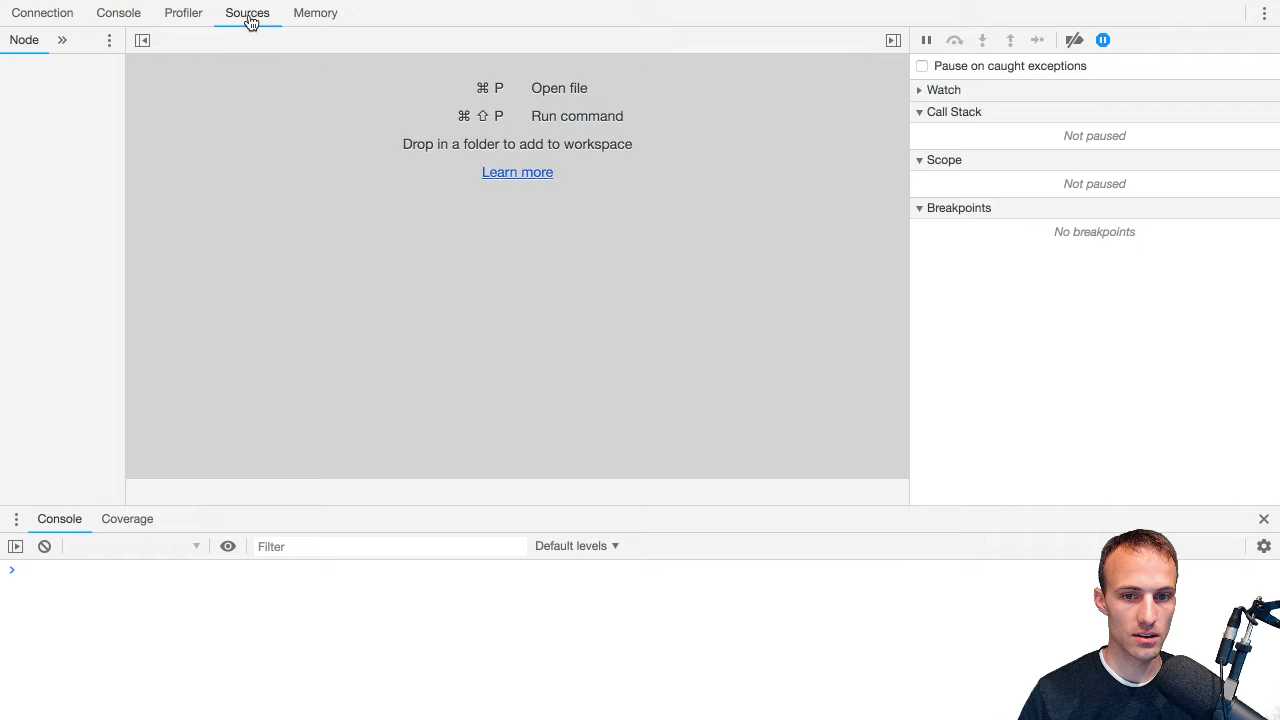 Connection Console Profiler Sources Memory
Node
⌘ P Open file
⌘ ⇧ P Run command
Drop in a folder to add to workspace
Learn more
Pause on caught exceptions
Watch
Call Stack
Not paused
Scope
Not paused
Breakpoints
No breakpoints
Console Coverage
Filter Default levels